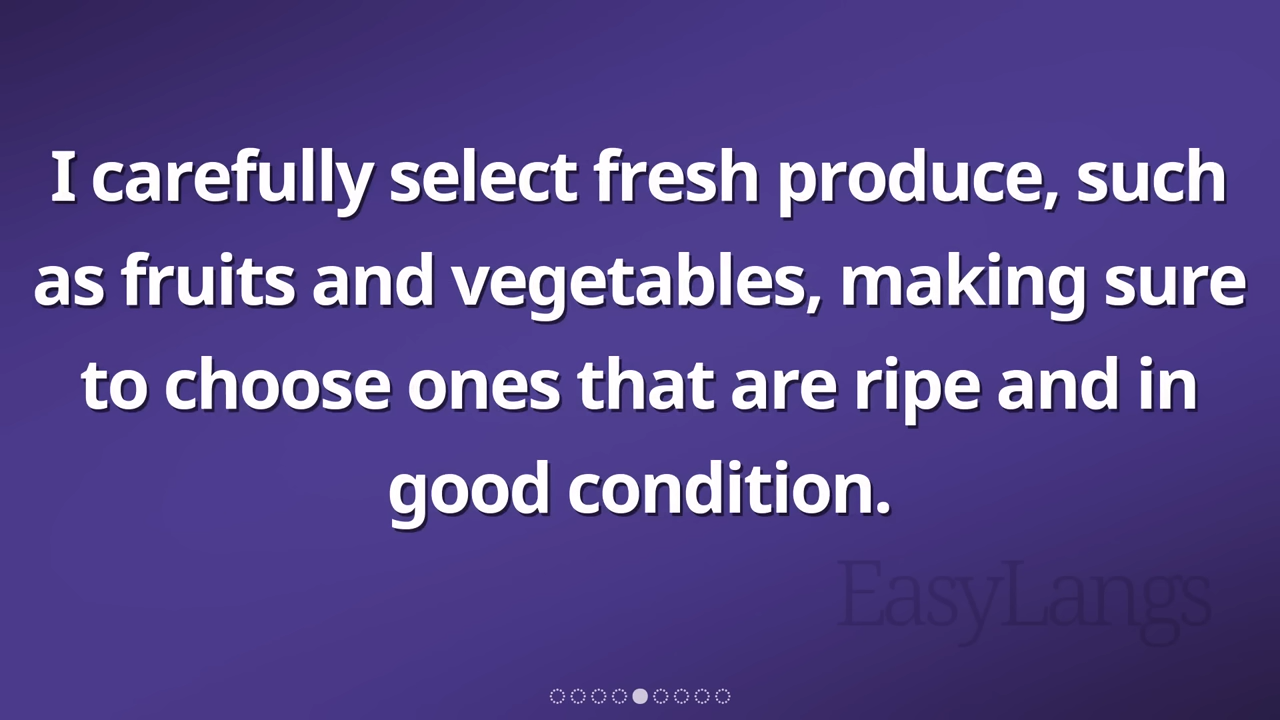 I carefully select fresh produce, such
as fruits and vegetables, making sure
to choose ones that are ripe and in
good condition.
EasyLangs